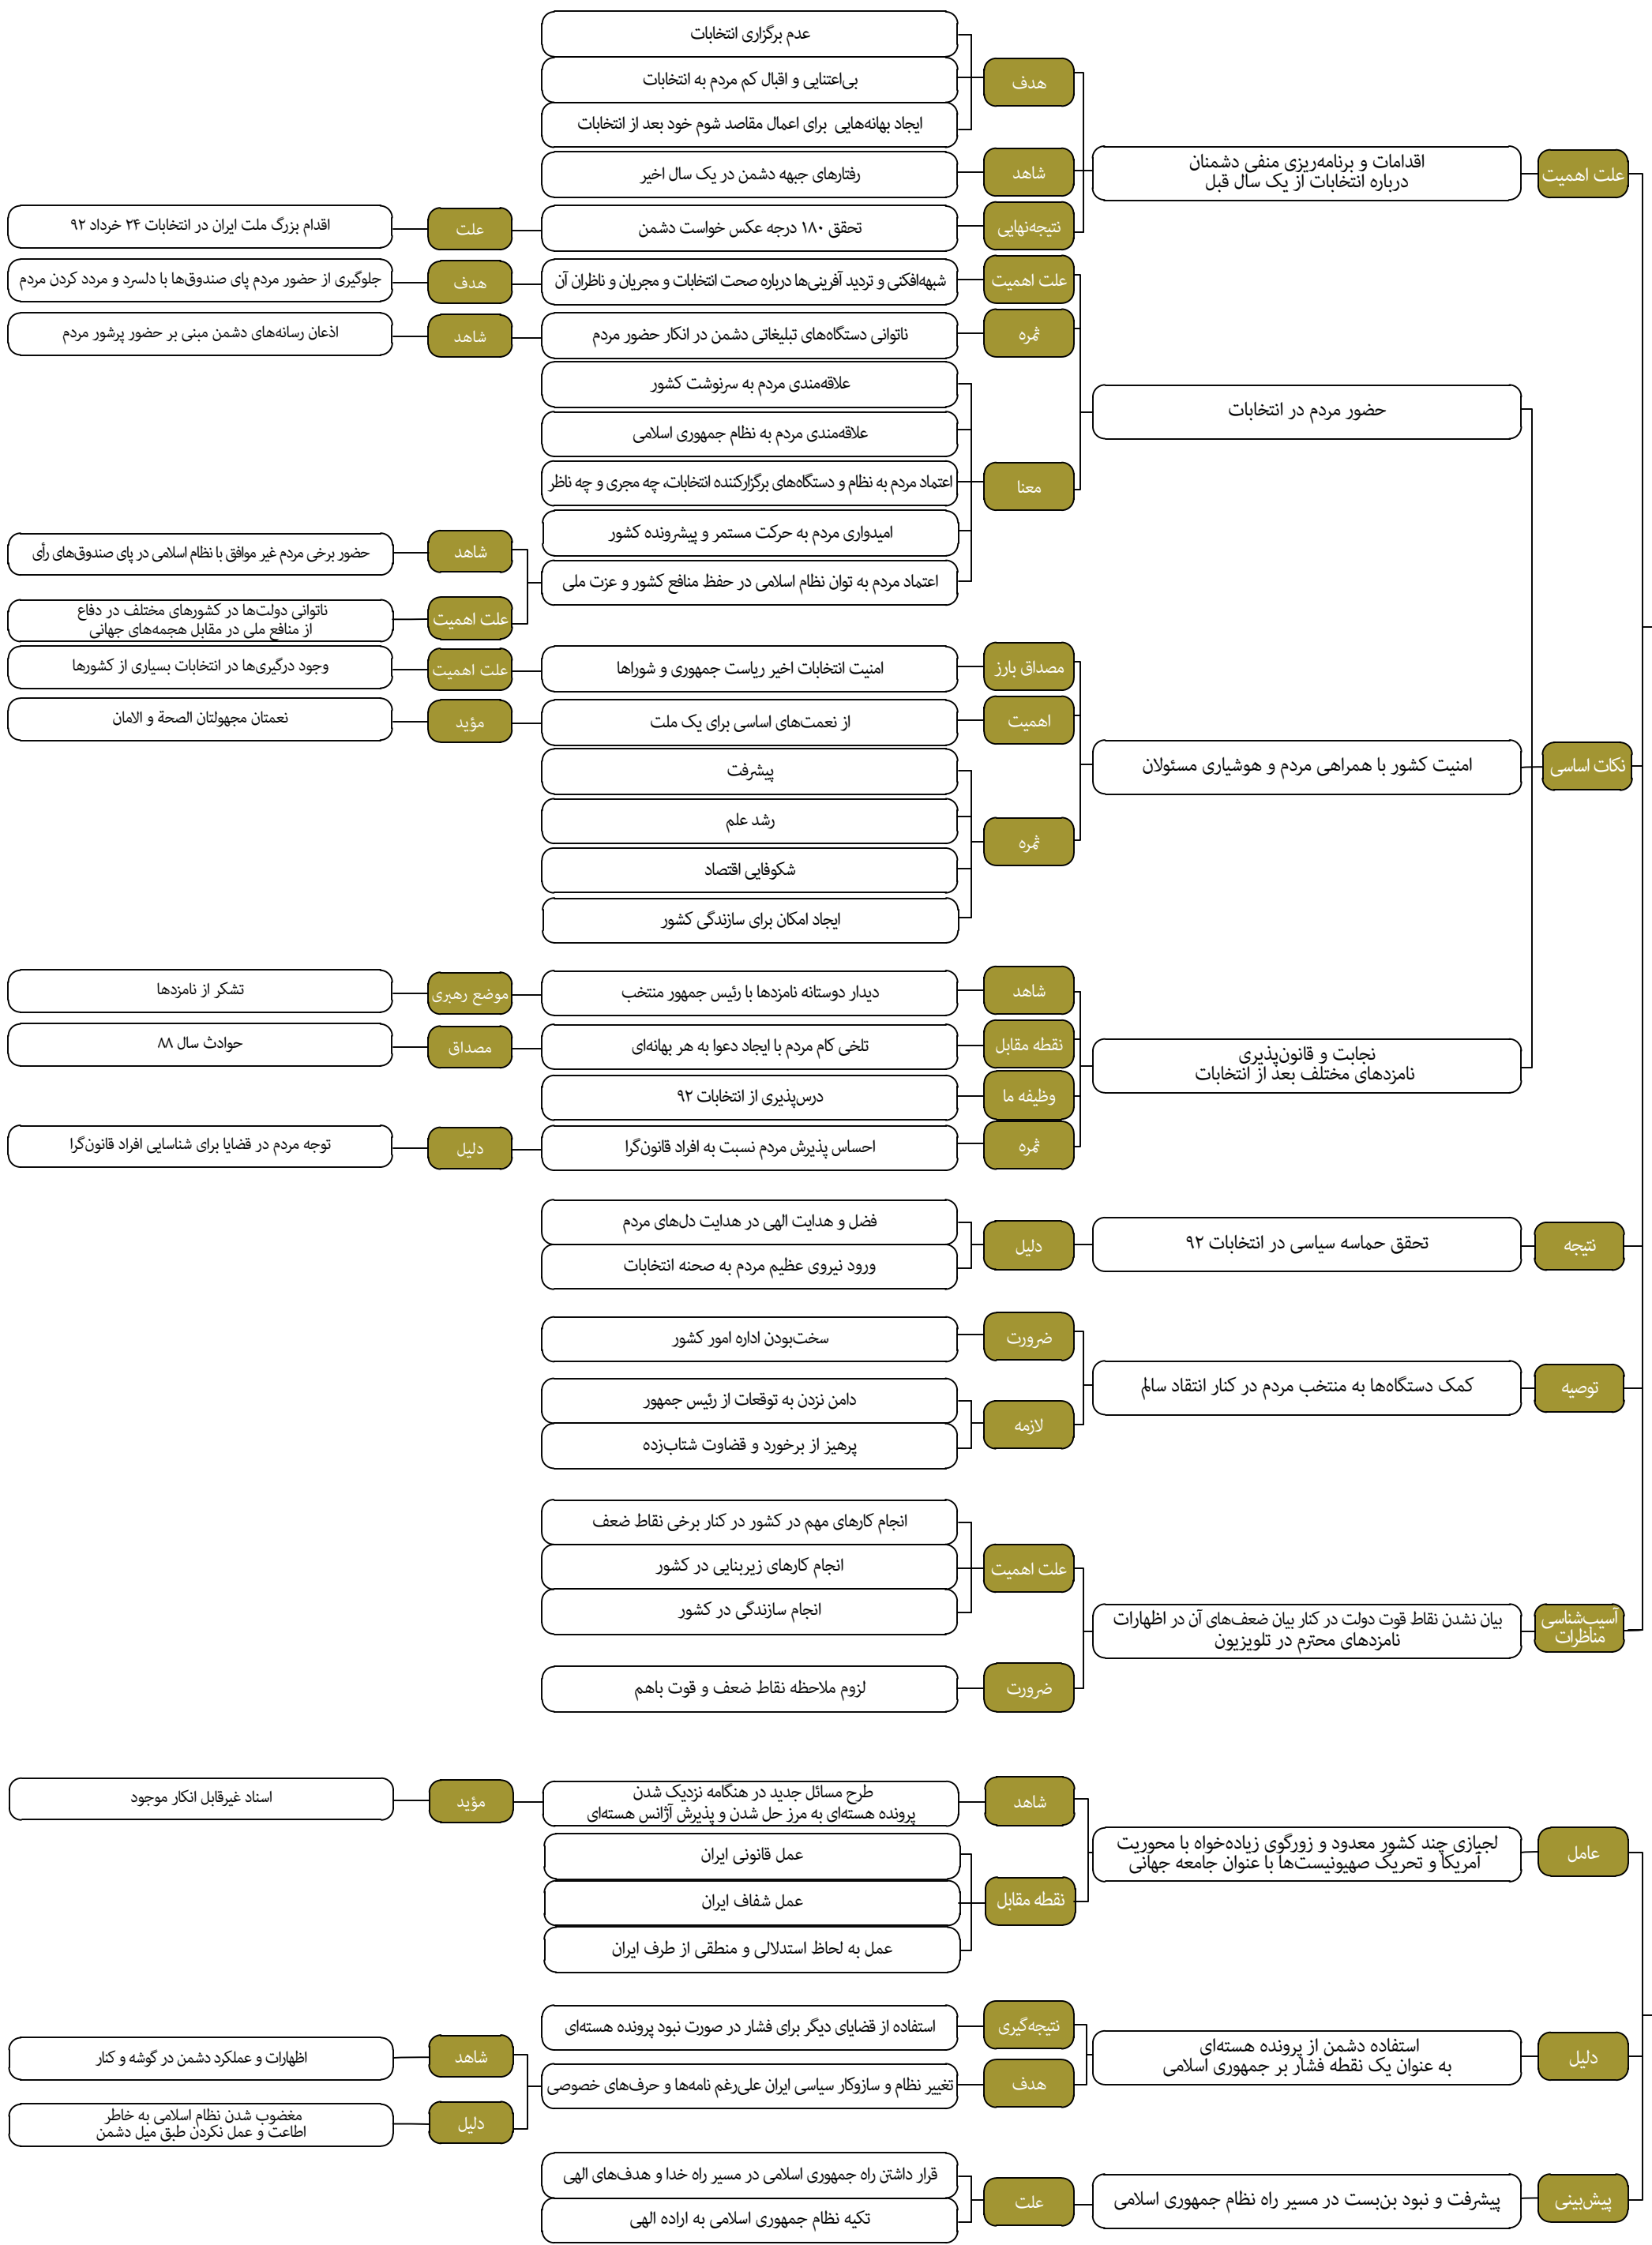 علت اهمیت
اقدامات و برنامه‌ریزی منفی دشمنان
درباره انتخابات از یک سال قبل
هدف
عدم برگزاری انتخابات
بی‌اعتنایی و اقبال کم مردم به انتخابات
ایجاد بهانه‌هایی برای اعمال مقاصد شوم خود بعد از انتخابات
شاهد
رفتارهای جبهه دشمن در یک سال اخیر
نتیجه‌نهایی
تحقق ۱۸۰ درجه عکس خواست دشمن
علت
اقدام بزرگ ملت ایران در انتخابات ۲۴ خرداد ۹۲
نکات اساسی
حضور مردم در انتخابات
علت اهمیت
شبهه‌افکنی و تردید آفرینی‌ها درباره صحت انتخابات و مجریان و ناظران آن
هدف
جلوگیری از حضور مردم پای صندوق‌ها با دلسرد و مردد کردن مردم
ثمره
ناتوانی دستگاه‌های تبلیغاتی دشمن در انکار حضور مردم
شاهد
اذعان رسانه‌های دشمن مبنی بر حضور پرشور مردم
معنا
علاقه‌مندی مردم به سرنوشت کشور
علاقه‌مندی مردم به نظام جمهوری اسلامی
اعتماد مردم به نظام و دستگاه‌های برگزارکننده انتخابات، چه مجری و چه ناظر
امیدواری مردم به حرکت مستمر و پیشرونده کشور
اعتماد مردم به توان نظام اسلامی در حفظ منافع کشور و عزت ملی
شاهد
حضور برخی مردم غیر موافق با نظام اسلامی در پای صندوق‌های رأی
علت اهمیت
ناتوانی دولت‌ها در کشورهای مختلف در دفاع
از منافع ملی در مقابل هجمه‌های جهانی
امنیت کشور با همراهی مردم و هوشیاری مسئولان
مصداق بارز
امنیت انتخابات اخیر ریاست جمهوری و شوراها
علت اهمیت
وجود درگیری‌ها در انتخابات بسیاری از کشورها
اهمیت
از نعمت‌های اساسی برای یک ملت
مؤید
نعمتان مجهولتان الصحة و الامان
ثمره
پیشرفت
رشد علم
شکوفایی اقتصاد
ایجاد امکان برای سازندگی کشور
نجابت و قانون‌پذیری
نامزدهای مختلف بعد از انتخابات
شاهد
دیدار دوستانه نامزدها با رئیس جمهور منتخب
موضع رهبری
تشکر از نامزدها
نقطه مقابل
تلخی کام مردم با ایجاد دعوا به هر بهانه‌ای
مصداق
حوادث سال ۸۸
وظیفه ما
درس‌پذیری از انتخابات ۹۲
ثمره
احساس پذیرش مردم نسبت به افراد قانون‌گرا
دلیل
توجه مردم در قضایا برای شناسایی افراد قانون‌گرا
نتیجه
تحقق حماسه سیاسی در انتخابات ۹۲
دلیل
فضل و هدایت الهی در هدایت دل‌های مردم
ورود نیروی عظیم مردم به صحنه انتخابات
توصیه
کمک دستگاه‌ها به منتخب مردم در کنار انتقاد سالم
ضرورت
سخت‌بودن اداره امور کشور
لازمه
دامن نزدن به توقعات از رئیس جمهور
پرهیز از برخورد و قضاوت شتاب‌زده
آسیب‌شناسی
مناظرات
بیان نشدن نقاط قوت دولت در کنار بیان ضعف‌های آن در اظهارات
نامزدهای محترم در تلویزیون
علت اهمیت
انجام کارهای مهم در کشور در کنار برخی نقاط ضعف
انجام کارهای زیربنایی در کشور
انجام سازندگی در کشور
ضرورت
لزوم ملاحظه نقاط ضعف و قوت باهم
عامل
لجبازی چند کشور معدود و زورگوی زیاده‌خواه با محوریت
آمریکا و تحریک صهیونیست‌ها با عنوان جامعه جهانی
شاهد
طرح مسائل جدید در هنگامه نزدیک شدن
پرونده هسته‌ای به مرز حل شدن و پذیرش آژانس هسته‌ای
مؤید
اسناد غیرقابل انکار موجود
نقطه مقابل
عمل قانونی ایران
عمل شفاف ایران
عمل به لحاظ استدلالی و منطقی از طرف ایران
دلیل
استفاده دشمن از پرونده هسته‌ای
به عنوان یک نقطه فشار بر جمهوری اسلامی
نتیجه‌گیری
استفاده از قضایای دیگر برای فشار در صورت نبود پرونده هسته‌ای
هدف
تغییر نظام و سازوکار سیاسی ایران علی‌رغم نامه‌ها و حرف‌های خصوصی
شاهد
اظهارات و عملکرد دشمن در گوشه و کنار
دلیل
مغضوب شدن نظام اسلامی به خاطر
اطاعت و عمل نکردن طبق میل دشمن
پیش‌بینی
پیشرفت و نبود بن‌بست در مسیر راه نظام جمهوری اسلامی
علت
قرار داشتن راه جمهوری اسلامی در مسیر راه خدا و هدف‌های الهی
تکیه نظام جمهوری اسلامی به اراده الهی